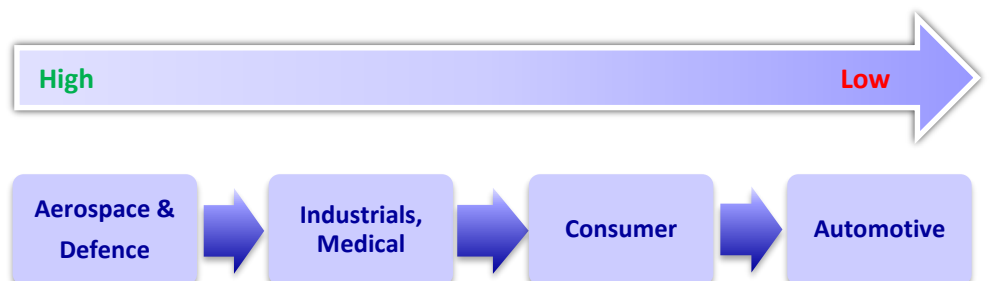 High Low
Aerospace &
Defence
Industrials,
Medical
Consumer
Automotive